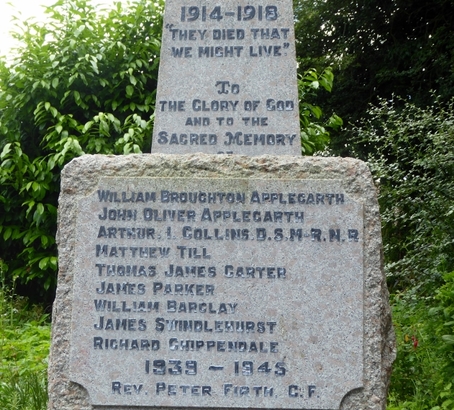 1914-1918
"THEY DIED THAT
WE MIGHT LIVE"
TO
THE GLORY OF GOD
AND TO THE
SACRED MEMORY
WILLIAM BROUGHTON APPLEGARTH
JOHN OLIVER APPLEGARTH
ARTHUR. I. COLLINS. D.S.M-R.N.R
MATTHEW TILL
THOMAS JAMES CARTER
JAMES PARKER
WILLIAM BARCLAY
JAMES SWINDLEHURST
RICHARD CHIPPENDALE
1939 - 1945
REV. PETER FIRTH C.F.